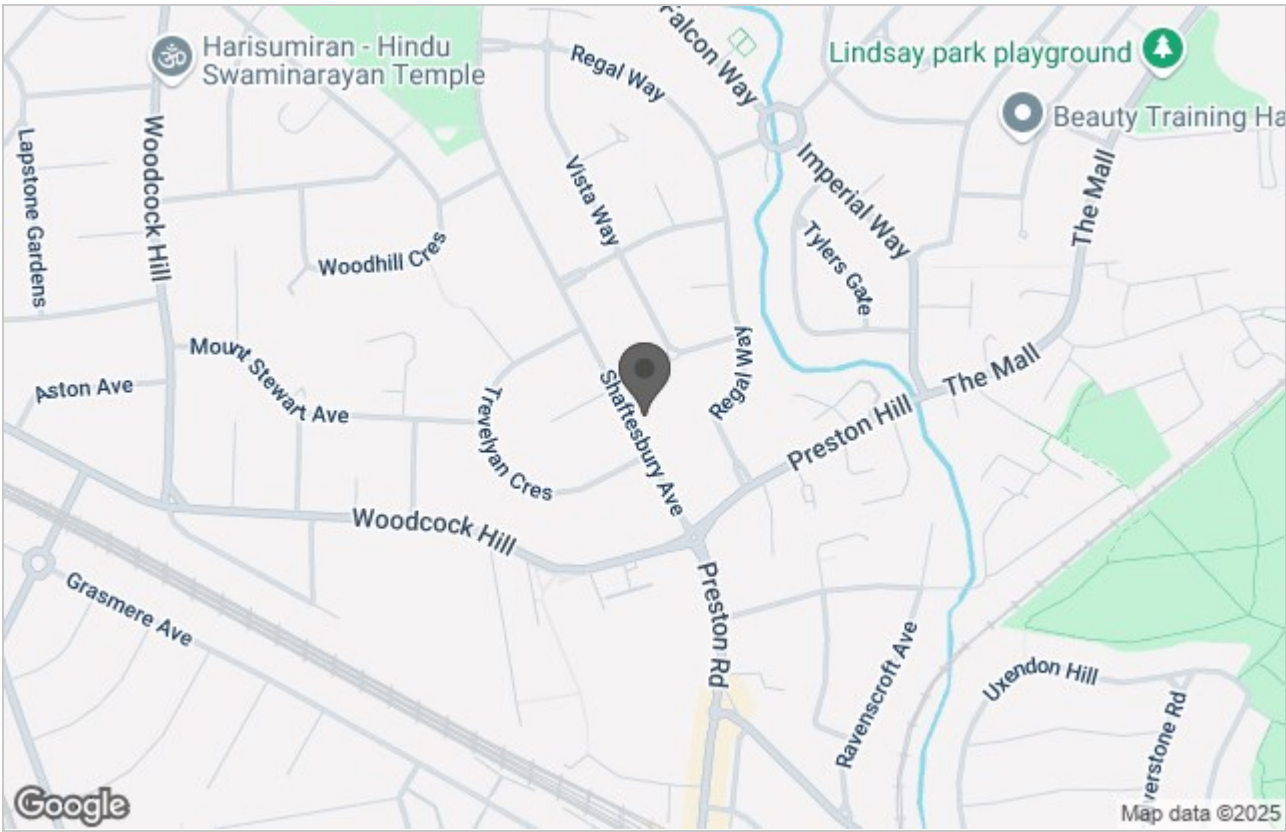 Harisumiran - Hindu
Swaminarayan Temple
Regal Way
Falcon Way
Lindsay park playground
Beauty Training Ha
Lapstone Gardens
Woodcock Hill
Vista Way
Imperial Way
The Mall
Woodhill Cres
Tylers Gate
Mount Stewart Ave
Aston Ave
Shaftesbury Ave
Regal Way
The Mall
Trevelyan Cres
Preston Hill
Woodcock Hill
Grasmere Ave
Preston Rd
Ravenscroft Ave
Uxendon Hill
verstone Rd
Google
Map data ©2025